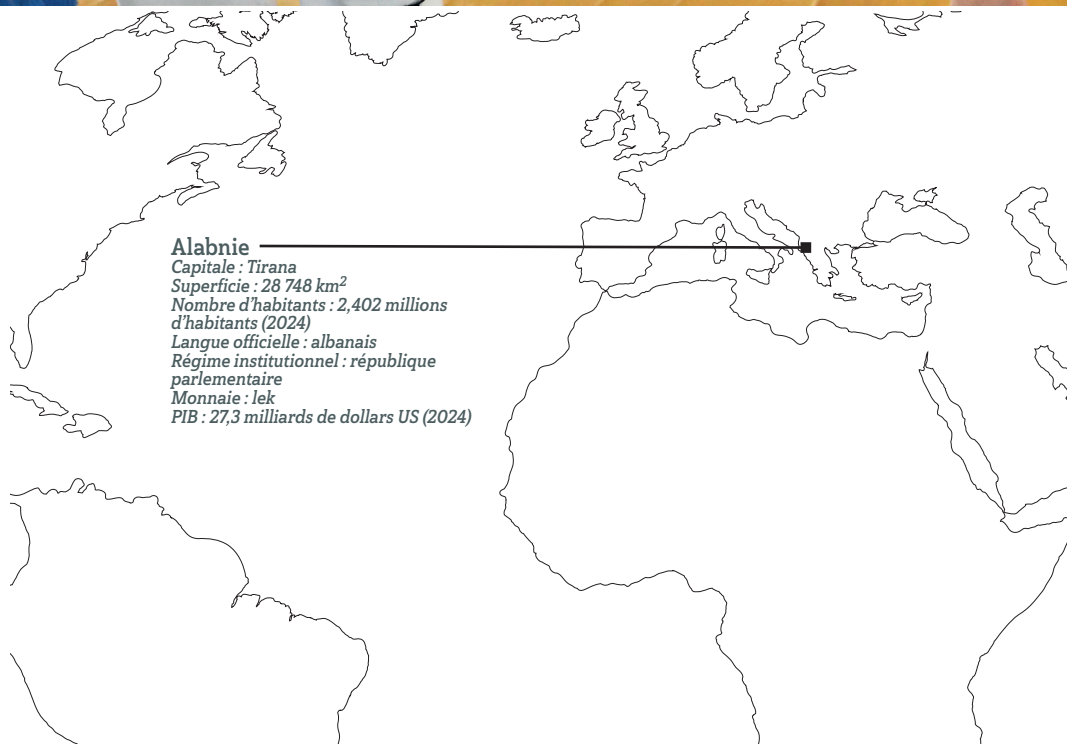 Alabnie
Capitale : Tirana
Superficie : 28 748 km²
Nombre d’habitants : 2,402 millions
d’habitants (2024)
Langue officielle : albanais
Régime institutionnel : république
parlementaire
Monnaie : lek
PIB : 27,3 milliards de dollars US (2024)